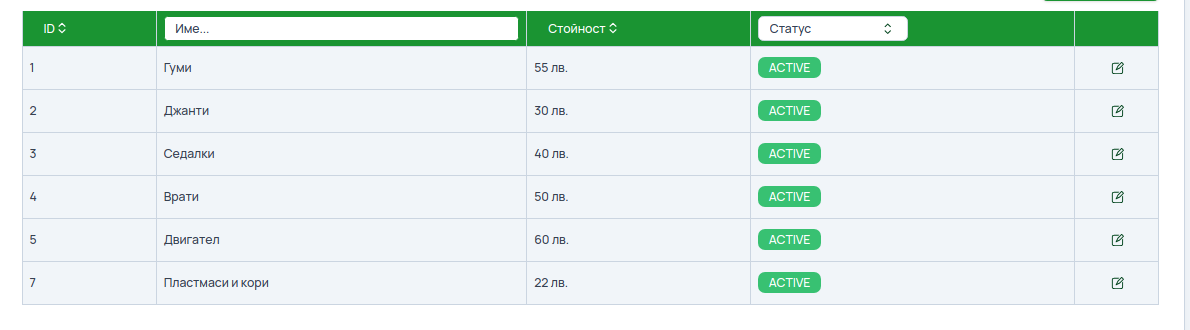 ID Име... Стойност Статус
1 Гуми 55 лв. ACTIVE
2 Джанти 30 лв. ACTIVE
3 Седалки 40 лв. ACTIVE
4 Врати 50 лв. ACTIVE
5 Двигател 60 лв. ACTIVE
7 Пластмаси и кори 22 лв. ACTIVE